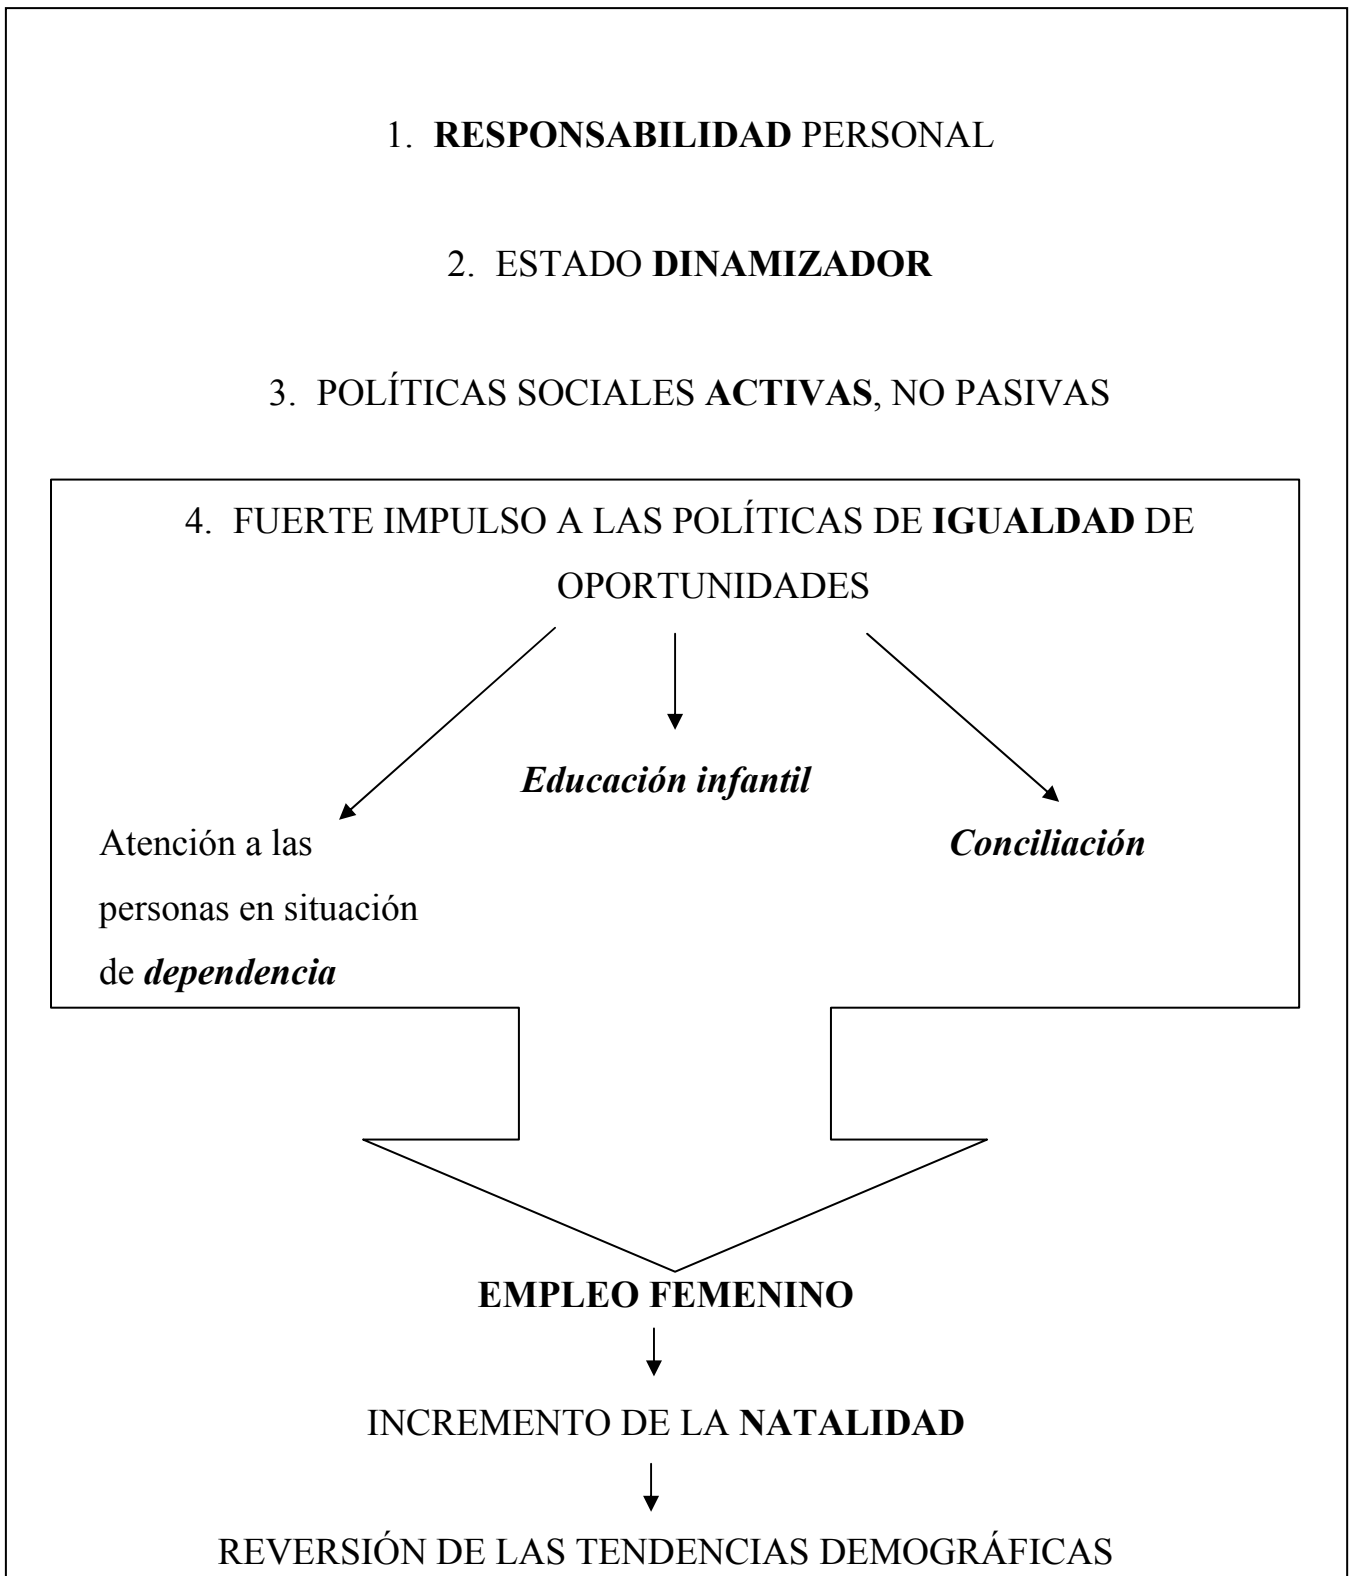 1. RESPONSABILIDAD PERSONAL
2. ESTADO DINAMIZADOR
3. POLÍTICAS SOCIALES ACTIVAS, NO PASIVAS
4. FUERTE IMPULSO A LAS POLÍTICAS DE IGUALDAD DE
OPORTUNIDADES
Educación infantil
Atención a las
personas en situación
de dependencia
Conciliación
EMPLEO FEMENINO
INCREMENTO DE LA NATALIDAD
REVERSIÓN DE LAS TENDENCIAS DEMOGRÁFICAS